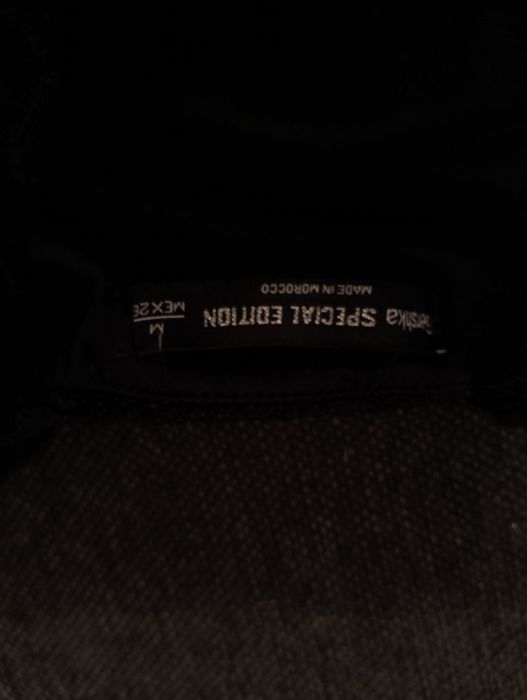 Bershka SPECIAL EDITION
MADE IN MOROCCO
M
MEX 28